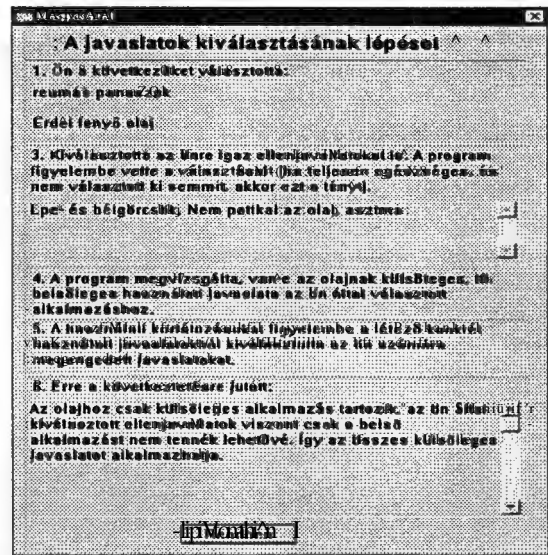 Magyarázat
A javaslatok kiválasztásának lépései
1. Ön a következőket választotta:
reumás panaszok
Erdei fenyő olaj
3. Kiválasztotta az Önre igaz ellenjavallatokat is. A program
figyelembe vette a választását (ha teljesen egészséges, és
nem választott ki semmit, akkor ezt a tényt).
Epe- és bélgörcsök, Nem patikai az olaj, asztma
4. A program megvizsgálta, van-e az olajnak külsőleges, ill.
belsőleges használati javaslata az Ön által választott
alkalmazáshoz.
5. A használati korlátozásokat figyelembe a létező konkrét
használati javaslatokból kiválasztotta az Ön számára
megengedett javaslatokat.
6. Erre a következtetésre jutott:
Az olajhoz csak külsőleges alkalmazás tartozik, az Ön által
kiválasztott ellenjavallatok viszont csak a belső
alkalmazást nem tennék lehetővé. Így az összes külsőleges
javaslatot alkalmazhatja.